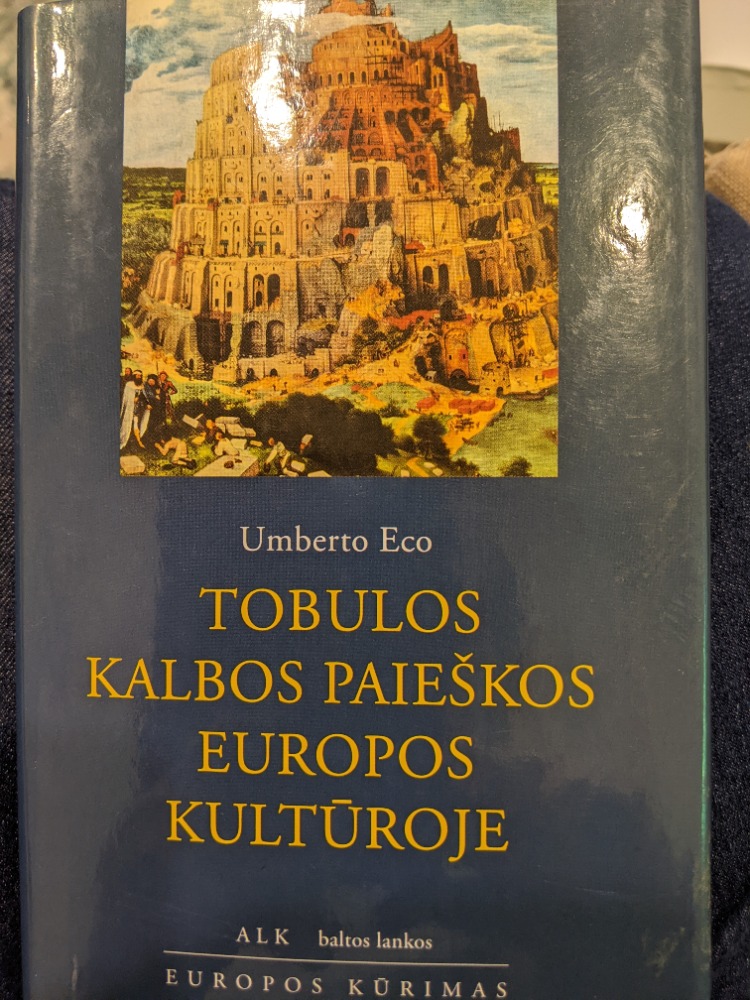 Umberto Eco
TOBULOS
KALBOS PAIEŠKOS
EUROPOS
KULTŪROJE
ALK baltos lankos
EUROPOS KŪRIMAS